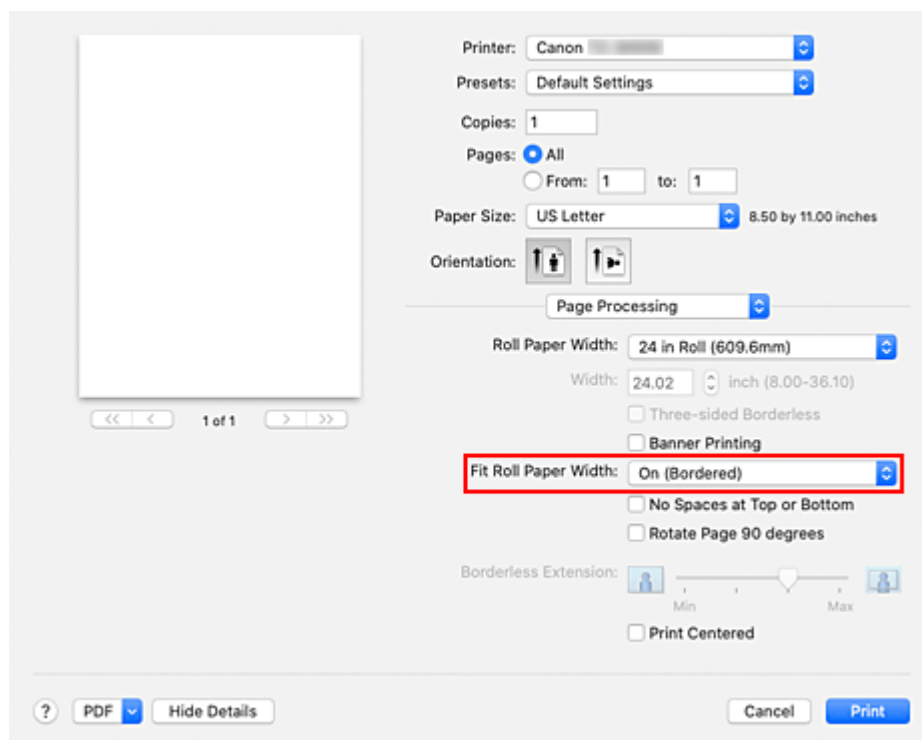 Printer: Canon
Presets: Default Settings
Copies: 1
Pages: All
From: 1 to: 1
Paper Size: US Letter 8.50 by 11.00 inches
Orientation:
Page Processing
Roll Paper Width: 24 in Roll (609.6mm)
Width: 24.02 inch (8.00-36.10)
Three-sided Borderless
<< < 1 of 1 > >>
Banner Printing
Fit Roll Paper Width: On (Bordered)
No Spaces at Top or Bottom
Rotate Page 90 degrees
Borderless Extension:
Min Max
Print Centered
? PDF Hide Details Cancel Print